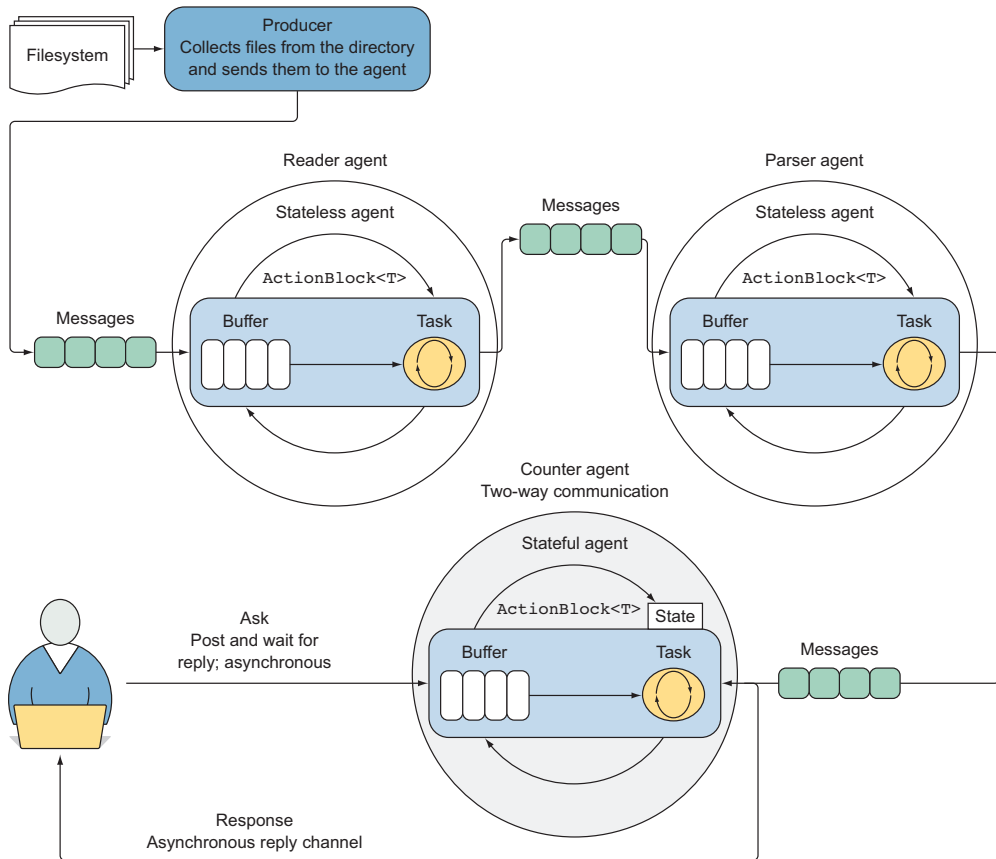 Filesystem
Producer
Collects files from the directory
and sends them to the agent
Reader agent
Stateless agent
ActionBlock<T>
Messages
Buffer
Task
Messages
Parser agent
Stateless agent
ActionBlock<T>
Buffer
Task
Counter agent
Two-way communication
Stateful agent
ActionBlock<T>
State
Buffer
Task
Messages
Ask
Post and wait for
reply; asynchronous
Response
Asynchronous reply channel